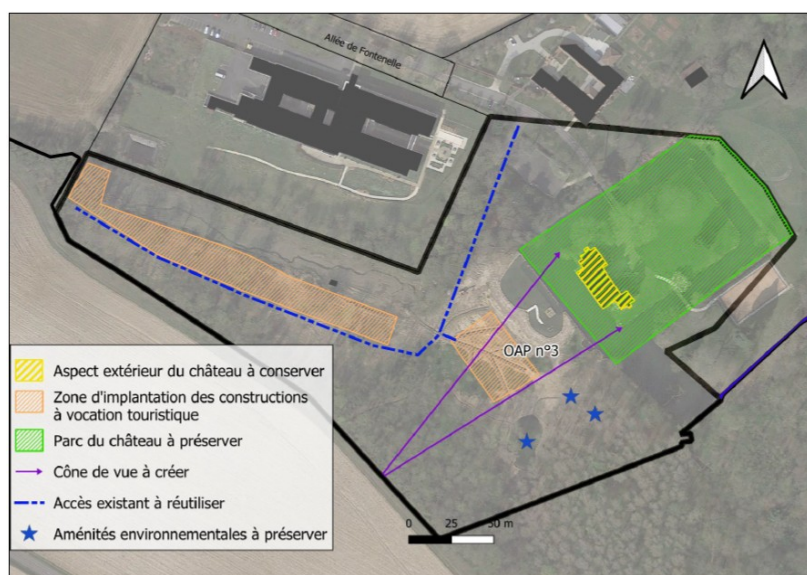 Allée de Fontenelle
OAP n°3
Aspect extérieur du château à conserver
Zone d'implantation des constructions
à vocation touristique
Parc du château à préserver
Cône de vue à créer
Accès existant à réutiliser
Aménités environnementales à préserver
0 25 50 m